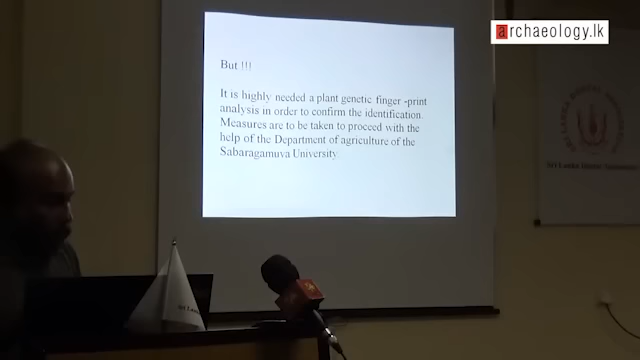 archaeology.lk
But !!!
It is highly needed a plant genetic finger -print
analysis in order to confirm the identification.
Measures are to be taken to proceed with the
help of the Department of agriculture of the
Sabaragamuva University